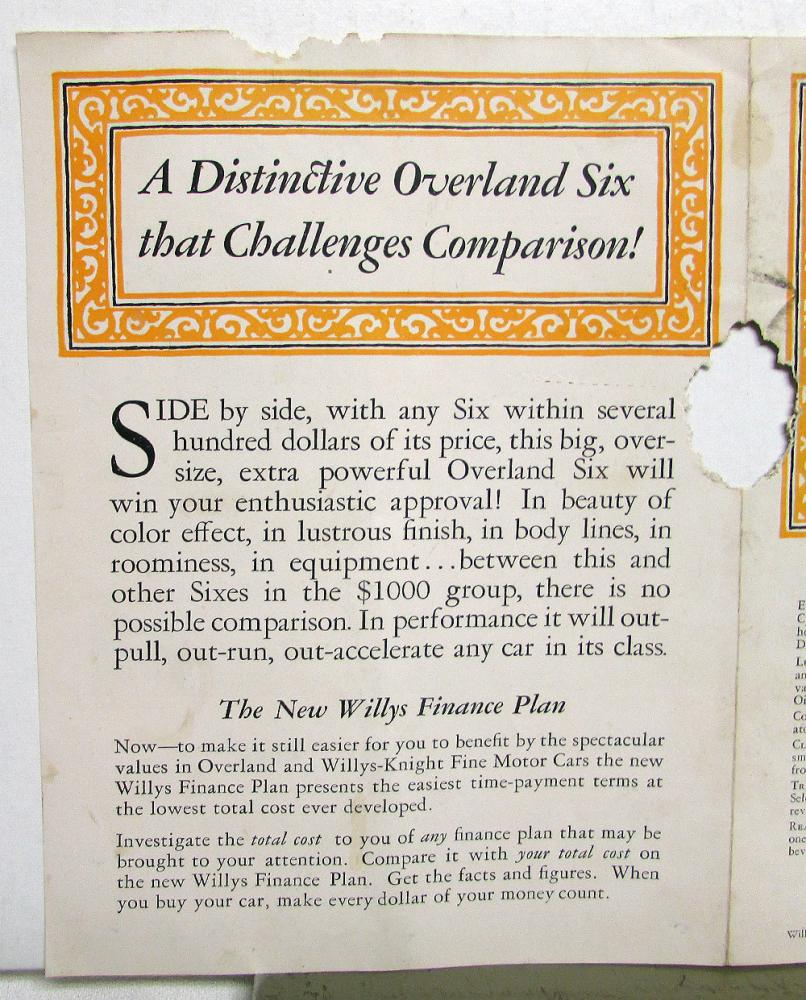 A Distinctive Overland Six
that Challenges Comparison!
SIDE by side, with any Six within several
hundred dollars of its price, this big, over-
size, extra powerful Overland Six will
win your enthusiastic approval! In beauty of
color effect, in lustrous finish, in body lines, in
roominess, in equipment...between this and
other Sixes in the $1000 group, there is no
possible comparison. In performance it will out-
pull, out-run, out-accelerate any car in its class.
The New Willys Finance Plan
Now—to make it still easier for you to benefit by the spectacular
values in Overland and Willys-Knight Fine Motor Cars the new
Willys Finance Plan presents the easiest time-payment terms at
the lowest total cost ever developed.
Investigate the total cost to you of any finance plan that may be
brought to your attention. Compare it with your total cost on
the new Willys Finance Plan. Get the facts and figures. When
you buy your car, make every dollar of your money count.